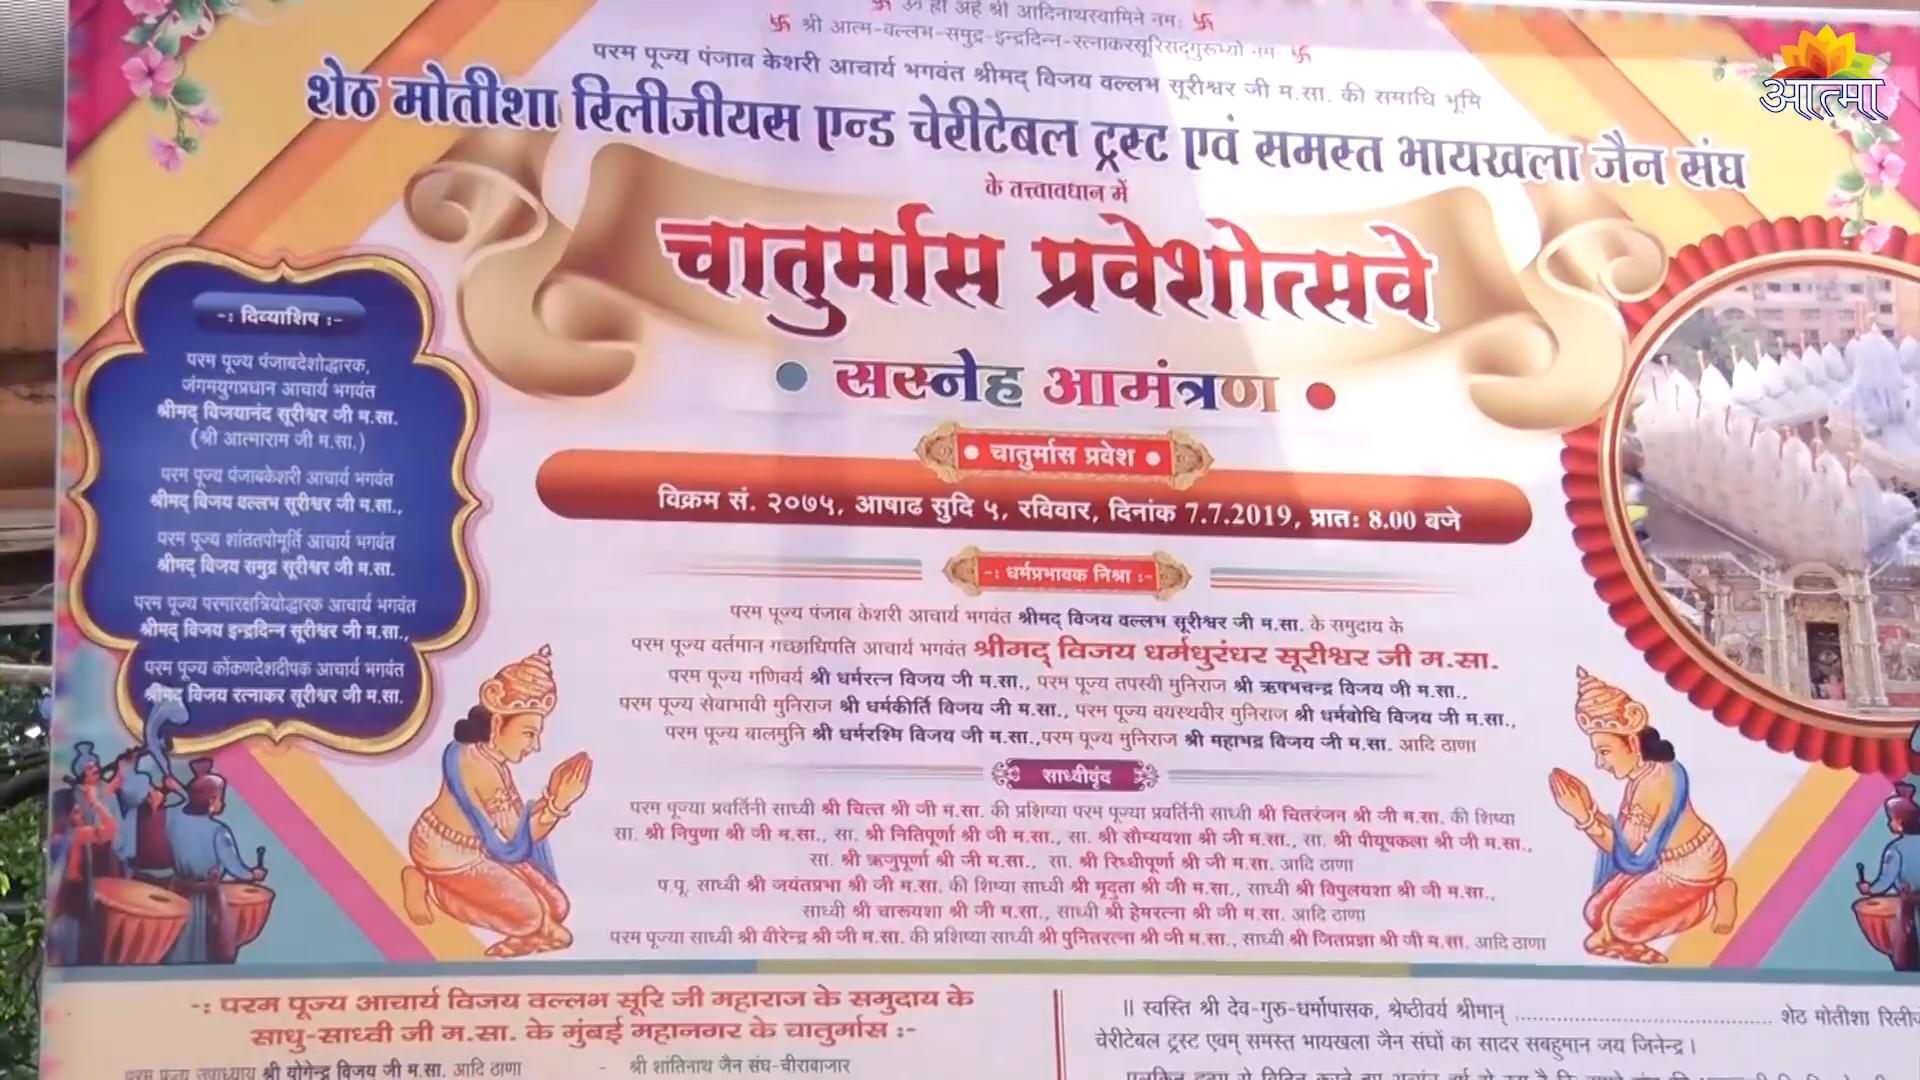 ॐ ह्रीं अर्हं श्री आदिनाथस्वामिने नमः
श्री आत्म-वल्लभ-समुद्र-इन्द्रदिन्न-रत्नाकरसूरिसद्गुरूभ्यो नमः
परम पूज्य पंजाब केशरी आचार्य भगवंत श्रीमद् विजय वल्लभ सूरीश्वर जी म.सा. की समाधि भूमि
शेठ मोतीशा रिलीजीयस एन्ड चेरीटेबल ट्रस्ट एवं समस्त भायखला जैन संघ
के तत्त्वावधान में
चातुर्मास प्रवेशोत्सवे
• सस्नेह आमंत्रण •
• चातुर्मास प्रवेश •
विक्रम सं. २०७५, आषाढ सुदि ५, रविवार, दिनांक 7.7.2019, प्रातः 8.00 बजे
-: धर्मप्रभावक निश्रा :-
परम पूज्य पंजाब केशरी आचार्य भगवंत श्रीमद् विजय वल्लभ सूरीश्वर जी म.सा. के समुदाय के
परम पूज्य वर्तमान गच्छाधिपति आचार्य भगवंत श्रीमद् विजय धर्मधुरंधर सूरीश्वर जी म.सा.
परम पूज्य गणिवर्य श्री धर्मरत्न विजय जी म.सा., परम पूज्य तपस्वी मुनिराज श्री ऋषभचन्द्र विजय जी म.सा.,
परम पूज्य सेवाभावी मुनिराज श्री धर्मकीर्ति विजय जी म.सा., परम पूज्य वयस्थवीर मुनिराज श्री धर्मबोधि विजय जी म.सा.,
परम पूज्य बालमुनि श्री धर्मरश्मि विजय जी म.सा.,परम पूज्य मुनिराज श्री महाभद्र विजय जी म.सा. आदि ठाणा
साध्वीवृंद
परम पूज्या प्रवर्तिनी साध्वी श्री चित्त श्री जी म.सा. की प्रशिष्या परम पूज्या प्रवर्तिनी साध्वी श्री चितरंजन श्री जी म.सा. की शिष्या
सा. श्री निपुणा श्री जी म.सा., सा. श्री नितिपूर्णा श्री जी म.सा., सा. श्री सौम्ययशा श्री जी म.सा., सा. श्री पीयूषकला श्री जी म.सा.,
सा. श्री ऋजुपूर्णा श्री जी म.सा., सा. श्री रिध्धीपूर्णा श्री जी म.सा. आदि ठाणा
प.पू. साध्वी श्री जयंतप्रभा श्री जी म.सा. की शिष्या साध्वी श्री मृदुता श्री जी म.सा., साध्वी श्री विपुलयशा श्री जी म.सा.,
साध्वी श्री चारूयशा श्री जी म.सा., साध्वी श्री हेमरत्ना श्री जी म.सा. आदि ठाणा
परम पूज्या साध्वी श्री वीरेन्द्र श्री जी म.सा. की प्रशिष्या साध्वी श्री पुनितरत्ना श्री जी म.सा., साध्वी श्री जितप्रज्ञा श्री जी म.सा. आदि ठाणा
-: दिव्याशिष :-
परम पूज्य पंजाबदेशोद्धारक,
जंगमयुगप्रधान आचार्य भगवंत
श्रीमद् विजयानंद सूरीश्वर जी म.सा.
(श्री आत्माराम जी म.सा.)
परम पूज्य पंजाबकेशरी आचार्य भगवंत
श्रीमद् विजय वल्लभ सूरीश्वर जी म.सा.,
परम पूज्य शांततपोमूर्ति आचार्य भगवंत
श्रीमद् विजय समुद्र सूरीश्वर जी म.सा.
परम पूज्य परमारक्षत्रियोद्धारक आचार्य भगवंत
श्रीमद् विजय इन्द्रदिन्न सूरीश्वर जी म.सा.,
परम पूज्य कोंकणदेशदीपक आचार्य भगवंत
श्रीमद् विजय रत्नाकर सूरीश्वर जी म.सा.
-: परम पूज्य आचार्य विजय वल्लभ सूरि जी महाराज के समुदाय के
साधु-साध्वी जी म.सा. के मुंबई महानगर के चातुर्मास :-
परम पूज्य उपाध्याय श्री योगेन्द्र विजय जी म.सा. आदि ठाणा - श्री शांतिनाथ जैन संघ-चीराबाजार
॥ स्वस्ति श्री देव-गुरु-धर्मोपासक, श्रेष्ठीवर्य श्रीमान् ........................................ शेठ मोतीशा
चेरीटेबल ट्रस्ट एवम् समस्त भायखला जैन संघों का सादर सबहुमान जय जिनेन्द्र।
आत्मा